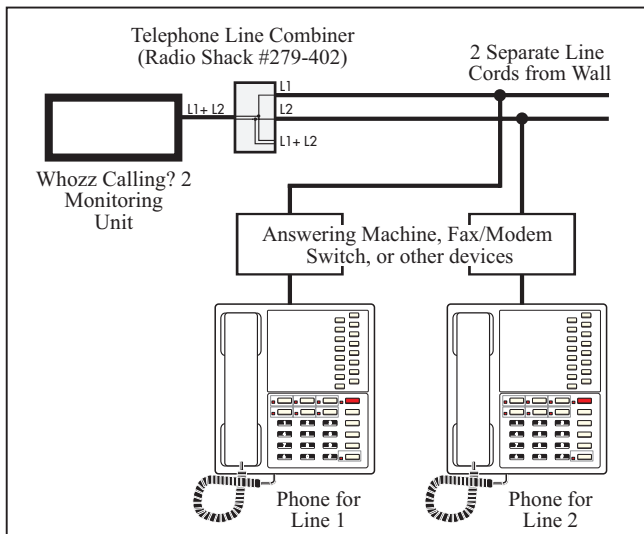 Telephone Line Combiner
(Radio Shack #279-402)
2 Separate Line
Cords from Wall
L1
L1+ L2
L2
L1+ L2
Whozz Calling? 2
Monitoring
Unit
Answering Machine, Fax/Modem
Switch, or other devices
Phone for
Line 1
Phone for
Line 2